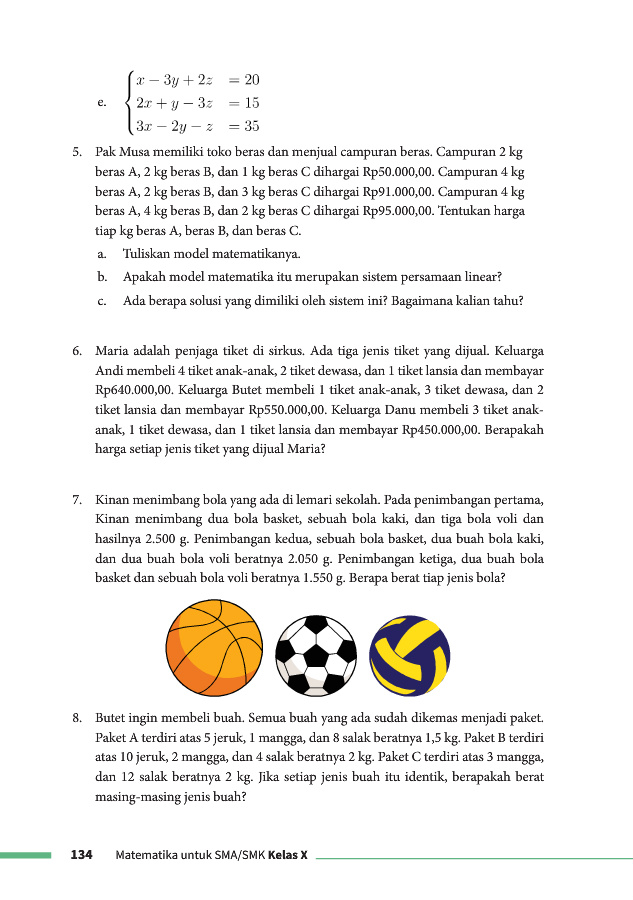 e. x − 3y + 2z = 20
2x + y − 3z = 15
3x − 2y − z = 35
5. Pak Musa memiliki toko beras dan menjual campuran beras. Campuran 2 kg
beras A, 2 kg beras B, dan 1 kg beras C dihargai Rp50.000,00. Campuran 4 kg
beras A, 2 kg beras B, dan 3 kg beras C dihargai Rp91.000,00. Campuran 4 kg
beras A, 4 kg beras B, dan 2 kg beras C dihargai Rp95.000,00. Tentukan harga
tiap kg beras A, beras B, dan beras C.
a. Tuliskan model matematikanya.
b. Apakah model matematika itu merupakan sistem persamaan linear?
c. Ada berapa solusi yang dimiliki oleh sistem ini? Bagaimana kalian tahu?
6. Maria adalah penjaga tiket di sirkus. Ada tiga jenis tiket yang dijual. Keluarga
Andi membeli 4 tiket anak-anak, 2 tiket dewasa, dan 1 tiket lansia dan membayar
Rp640.000,00. Keluarga Butet membeli 1 tiket anak-anak, 3 tiket dewasa, dan 2
tiket lansia dan membayar Rp550.000,00. Keluarga Danu membeli 3 tiket anak-
anak, 1 tiket dewasa, dan 1 tiket lansia dan membayar Rp450.000,00. Berapakah
harga setiap jenis tiket yang dijual Maria?
7. Kinan menimbang bola yang ada di lemari sekolah. Pada penimbangan pertama,
Kinan menimbang dua bola basket, sebuah bola kaki, dan tiga bola voli dan
hasilnya 2.500 g. Penimbangan kedua, sebuah bola basket, dua buah bola kaki,
dan dua buah bola voli beratnya 2.050 g. Penimbangan ketiga, dua buah bola
basket dan sebuah bola voli beratnya 1.550 g. Berapa berat tiap jenis bola?
8. Butet ingin membeli buah. Semua buah yang ada sudah dikemas menjadi paket.
Paket A terdiri atas 5 jeruk, 1 mangga, dan 8 salak beratnya 1,5 kg. Paket B terdiri
atas 10 jeruk, 2 mangga, dan 4 salak beratnya 2 kg. Paket C terdiri atas 3 mangga,
dan 12 salak beratnya 2 kg. Jika setiap jenis buah itu identik, berapakah berat
masing-masing jenis buah?
134 Matematika untuk SMA/SMK Kelas X